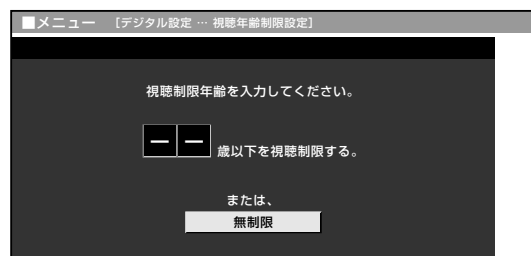 ■メニュー ［デジタル設定 … 視聴年齢制限設定］
視聴制限年齢を入力してください。
ーー 歳以下を視聴制限する。
または、
無制限